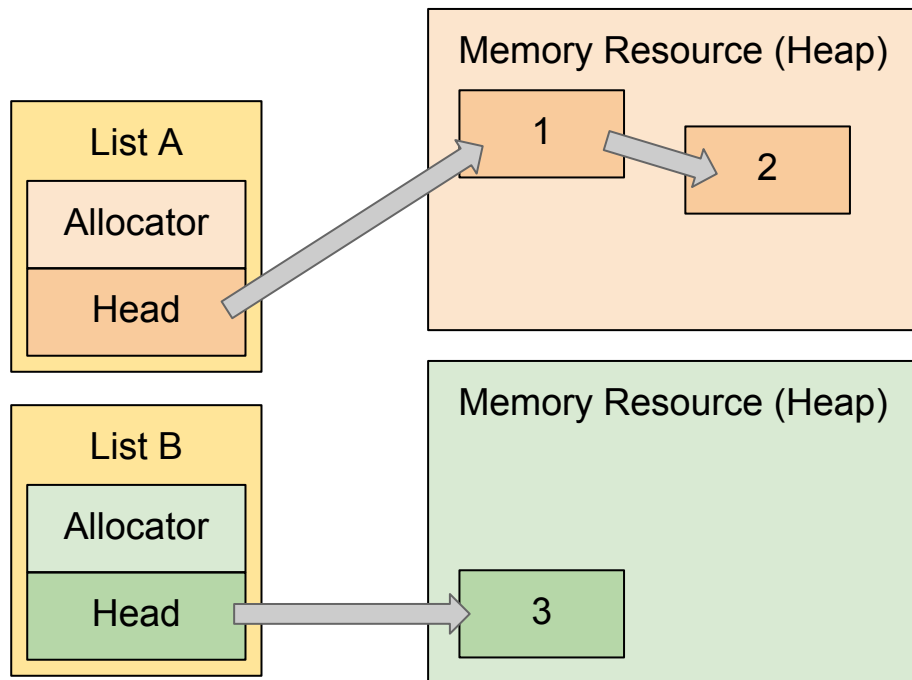 Memory Resource (Heap)
1
2
List A
Allocator
Head
Memory Resource (Heap)
3
List B
Allocator
Head